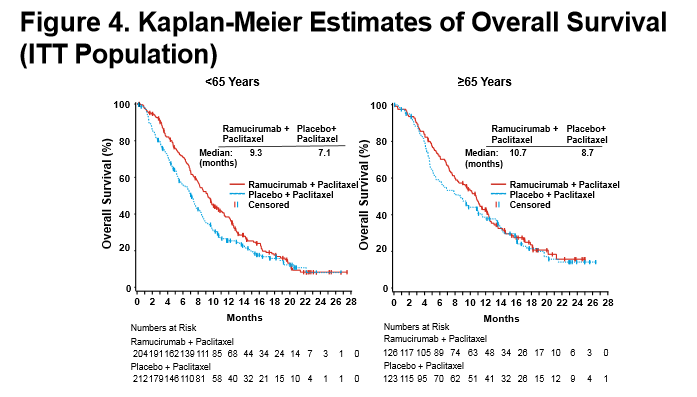 Figure 4. Kaplan-Meier Estimates of Overall Survival
(ITT Population)
<65 Years
Overall Survival (%)
100
80
60
40
20
0
Ramucirumab + Placebo+
Paclitaxel Paclitaxel
Median: 9.3 7.1
(months)
Ramucirumab + Paclitaxel
Placebo + Paclitaxel
Censored
0 2 4 6 8 10 12 14 16 18 20 22 24 26 28
Months
Numbers at Risk
Ramucirumab + Paclitaxel
204 191 162 139 111 85 68 44 34 24 14 7 3 1 0
Placebo + Paclitaxel
212 179 146 110 81 58 40 32 21 15 10 4 1 1 0
≥65 Years
Overall Survival (%)
100
80
60
40
20
0
Ramucirumab + Placebo+
Paclitaxel Paclitaxel
Median: 10.7 8.7
(months)
Ramucirumab + Paclitaxel
Placebo + Paclitaxel
Censored
0 2 4 6 8 10 12 14 16 18 20 22 24 26 28
Months
Numbers at Risk
Ramucirumab + Paclitaxel
126 117 105 89 74 63 48 34 26 17 10 6 3 0
Placebo + Paclitaxel
123 115 95 70 62 51 41 32 26 15 12 9 4 1